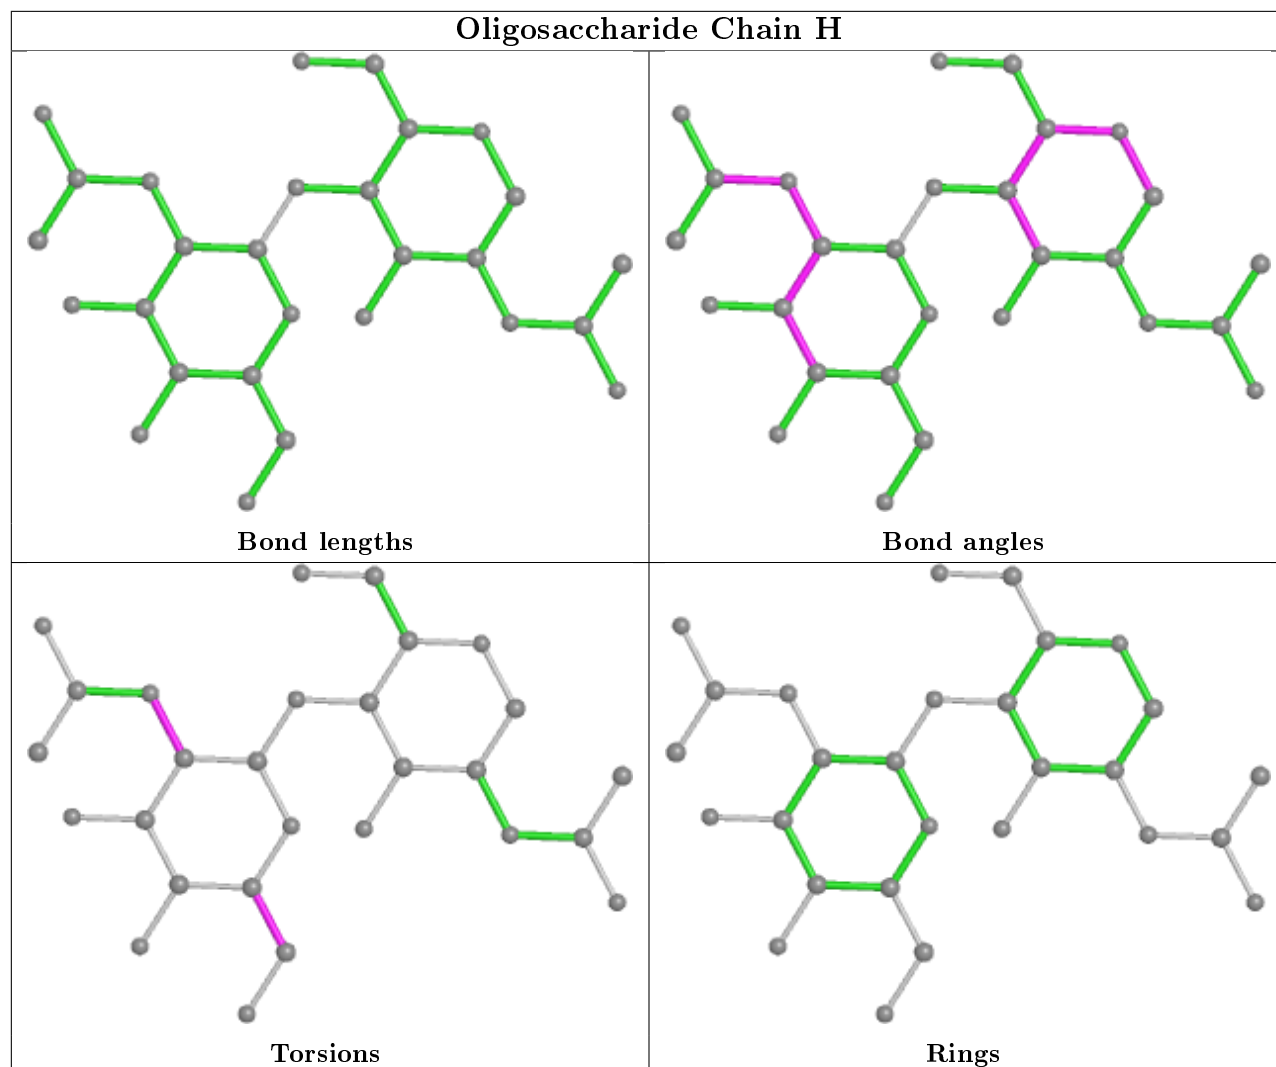 Oligosaccharide Chain H
Bond lengths
Bond angles
Torsions
Rings